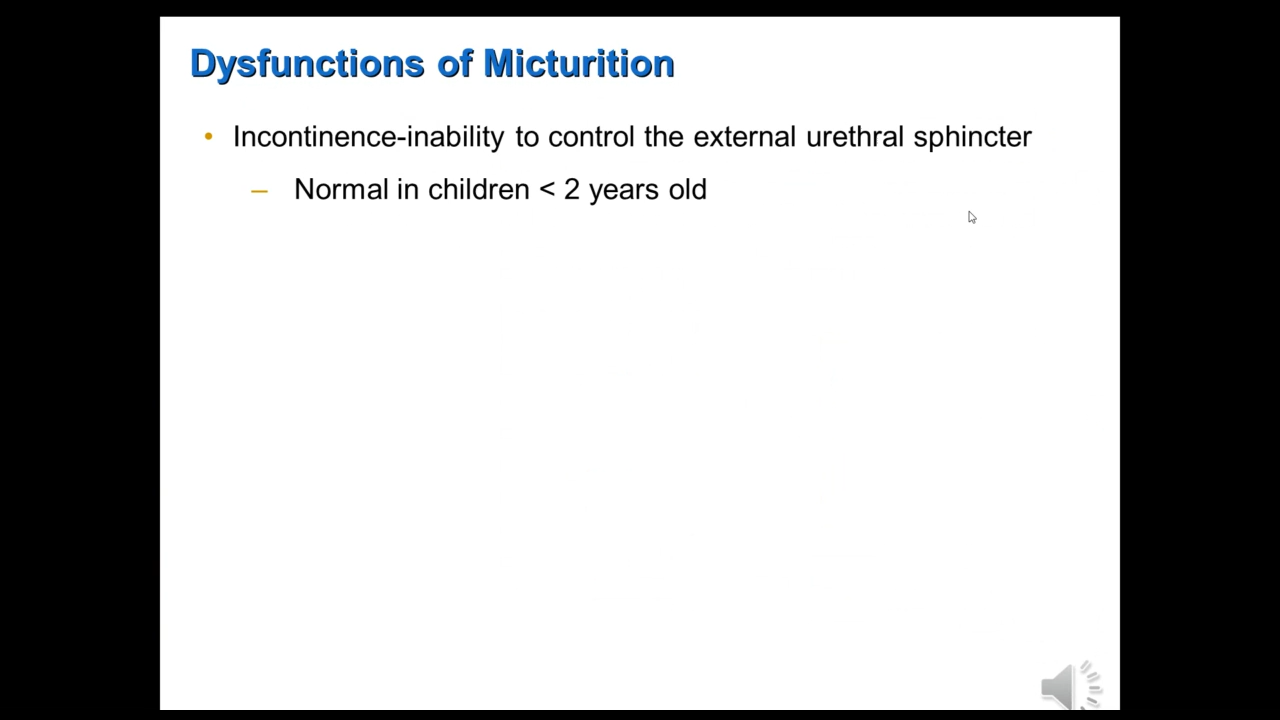 Dysfunctions of Micturition
• Incontinence-inability to control the external urethral sphincter
– Normal in children < 2 years old